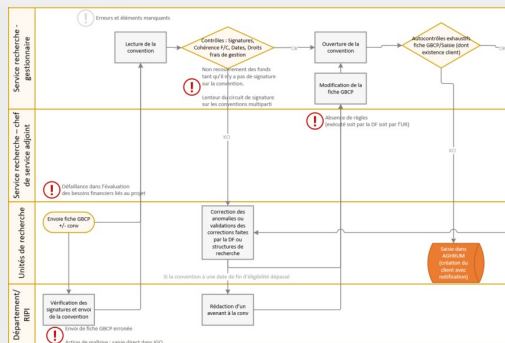 Service recherche -
gestionnaire
Erreurs et éléments manquants
Lecture de la
convention
Contrôles : Signatures,
Cohérence F/C, Dates, Droits
frais de gestion
Non recouvrement des fonds
tant qu'il n'y a pas de signature
sur la convention.
Lenteur du circuit de signature
sur les conventions multiparti
OK
Ouverture de la
convention
Modification de la
fiche GBCP
Autocontrôles exhaustifs
fiche GBCP/Saisie (dont
existence client)
OK
Absence de règles
(exécuté soit par la DF soit par l'UR)
Service recherche – chef
de service adjoint
Défaillance dans l'évaluation
des besoins financiers liés au projet
Unités de recherche
Envoie fiche GBCP
+/- conv
Correction des
anomalies ou
validations des
corrections faites
par la DF ou
structures de
recherche
Saisie dans
(création du
client avec
notification)
Si la convention à une date de fin d'éligibilité dépassé
Département/
RIPI
Vérification des
signatures et envoi
de la convention
Envoi de fiche GBCP erronée
Rédaction d'un
avenant à la conv